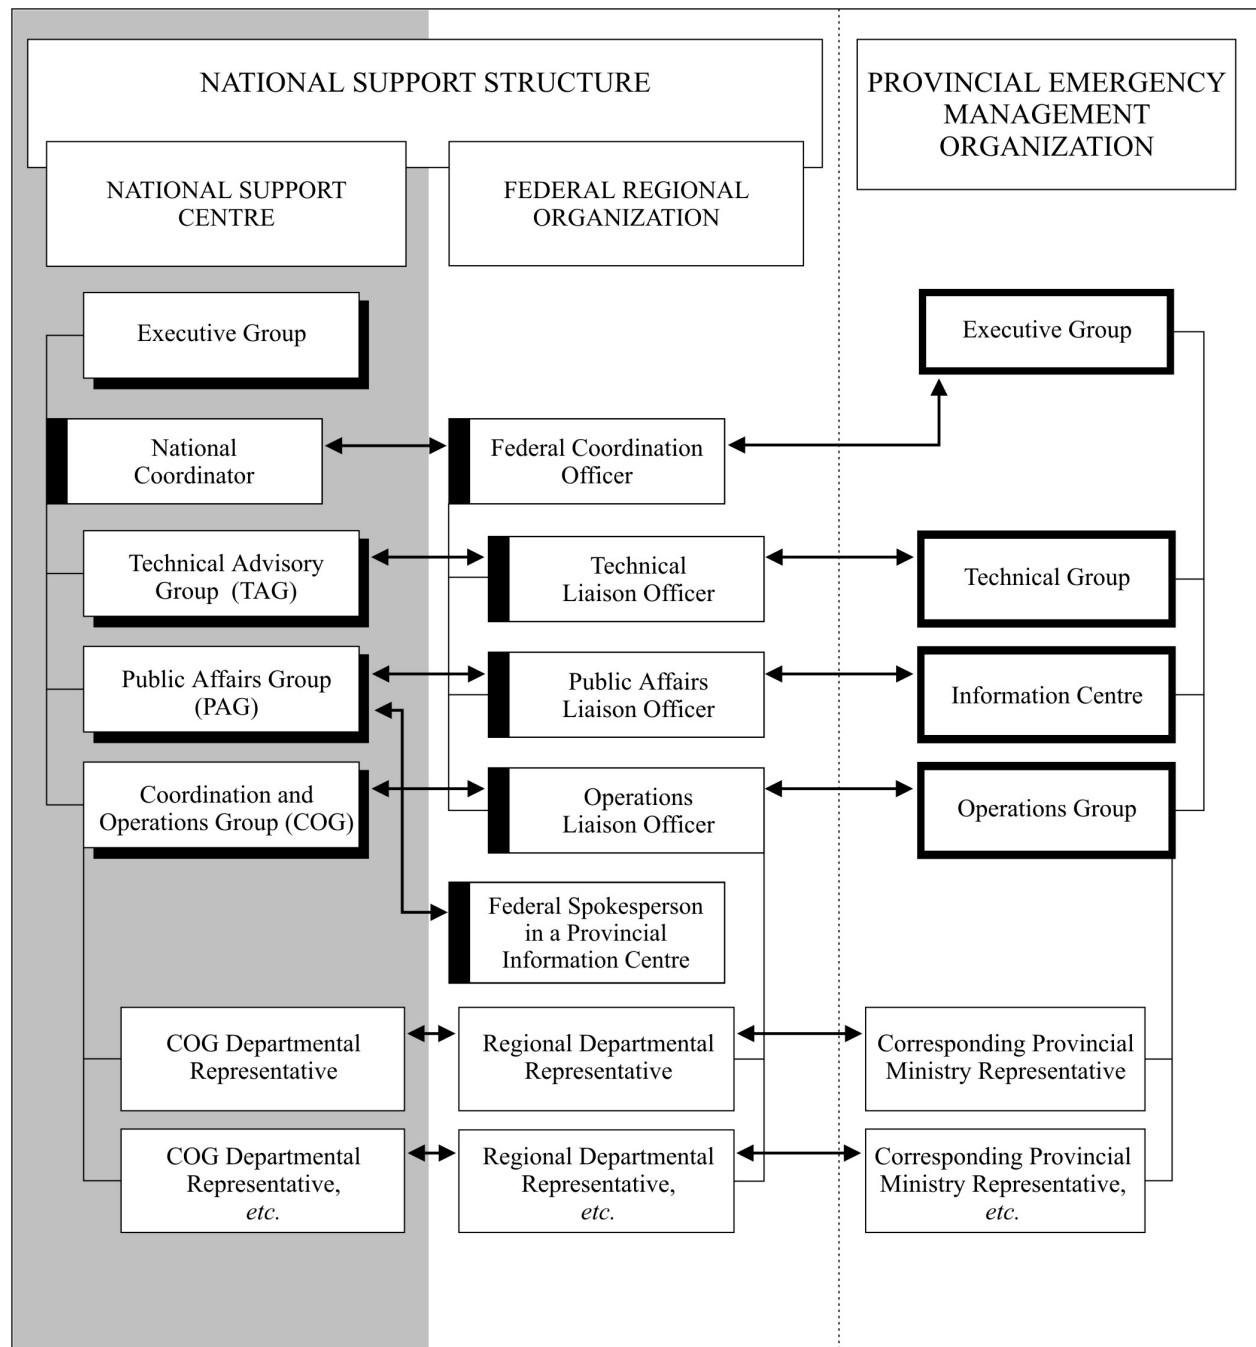 NATIONAL SUPPORT STRUCTURE
PROVINCIAL EMERGENCY
MANAGEMENT
ORGANIZATION
NATIONAL SUPPORT
CENTRE
FEDERAL REGIONAL
ORGANIZATION
Executive Group
Executive Group
National
Coordinator
Federal Coordination
Officer
Technical Advisory
Group (TAG)
Technical
Liaison Officer
Technical Group
Public Affairs Group
(PAG)
Public Affairs
Liaison Officer
Information Centre
Coordination and
Operations Group (COG)
Operations
Liaison Officer
Operations Group
Federal Spokesperson
in a Provincial
Information Centre
COG Departmental
Representative
Regional Departmental
Representative
Corresponding Provincial
Ministry Representative
COG Departmental
Representative,
etc.
Regional Departmental
Representative,
etc.
Corresponding Provincial
Ministry Representative,
etc.